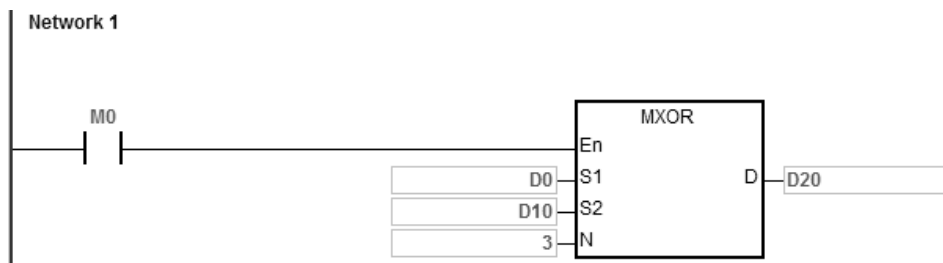 Network 1
M0
MXOR
En
D0 S1 D D20
D10 S2
3 N